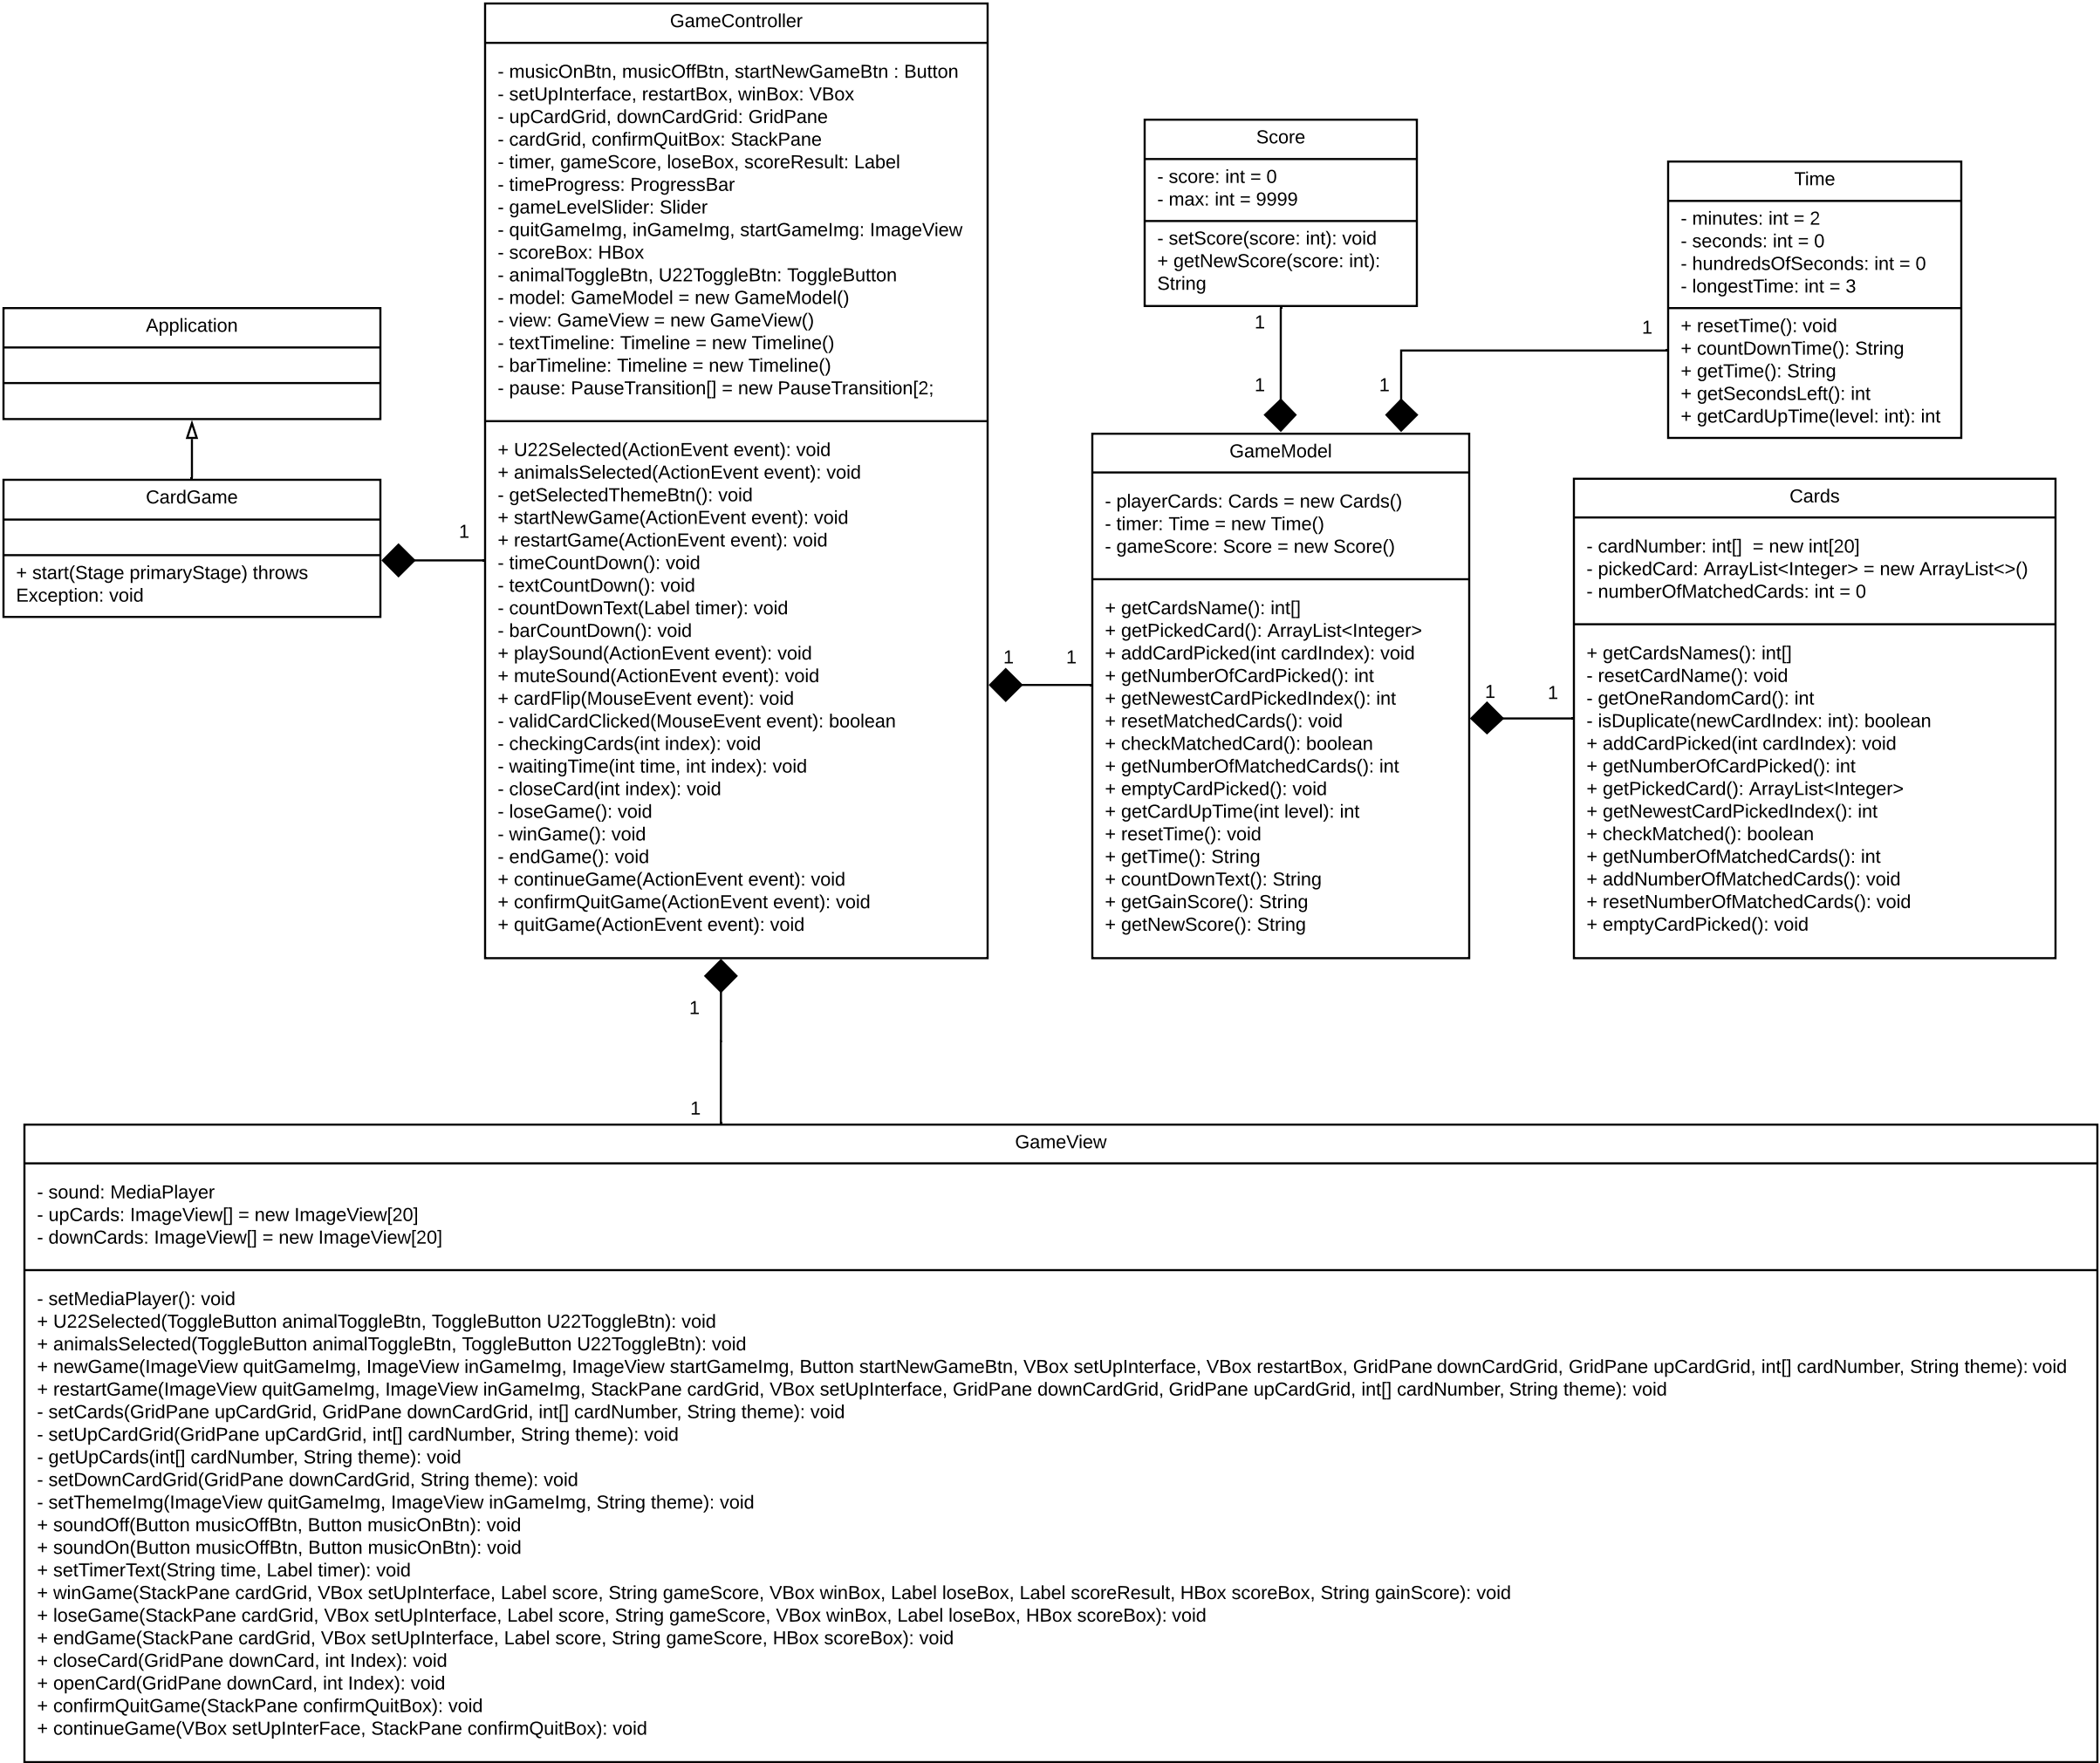 GameController
- musicOnBtn, musicOffBtn, startNewGameBtn : Button
- setUpInterface, restartBox, winBox: VBox
- upCardGrid, downCardGrid: GridPane
- cardGrid, confirmQuitBox: StackPane
- timer, gameScore, loseBox, scoreResult: Label
- timeProgress: ProgressBar
- gameLevelSlider: Slider
- quitGameImg, inGameImg, startGameImg: ImageView
- scoreBox: HBox
- animalToggleBtn, U22ToggleBtn: ToggleButton
- model: GameModel = new GameModel()
- view: GameView = new GameView()
- textTimeline: Timeline = new Timeline()
- barTimeline: Timeline = new Timeline()
- pause: PauseTransition[] = new PauseTransition[2;
+ U22Selected(ActionEvent event): void
+ animalsSelected(ActionEvent event): void
- getSelectedThemeBtn(): void
+ startNewGame(ActionEvent event): void
+ restartGame(ActionEvent event): void
- timeCountDown(): void
- textCountDown(): void
- countDownText(Label timer): void
- barCountDown(): void
+ playSound(ActionEvent event): void
+ muteSound(ActionEvent event): void
+ cardFlip(MouseEvent event): void
- validCardClicked(MouseEvent event): boolean
- checkingCards(int index): void
- waitingTime(int time, int index): void
- closeCard(int index): void
- loseGame(): void
- winGame(): void
- endGame(): void
+ continueGame(ActionEvent event): void
+ confirmQuitGame(ActionEvent event): void
+ quitGame(ActionEvent event): void
Application
CardGame
+ start(Stage primaryStage) throws
Exception: void
1
Score
- score: int = 0
- max: int = 9999
- setScore(score: int): void
+ getNewScore(score: int):
String
1
1
Time
- minutes: int = 2
- seconds: int = 0
- hundredsOfSeconds: int = 0
- longestTime: int = 3
+ resetTime(): void
+ countDownTime(): String
+ getTime(): String
+ getSecondsLeft(): int
+ getCardUpTime(level: int): int
1
1
GameModel
- playerCards: Cards = new Cards()
- timer: Time = new Time()
- gameScore: Score = new Score()
+ getCardsName(): int[]
+ getPickedCard(): ArrayList<Integer>
+ addCardPicked(int cardIndex): void
+ getNumberOfCardPicked(): int
+ getNewestCardPickedIndex(): int
+ resetMatchedCards(): void
+ checkMatchedCard(): boolean
+ getNumberOfMatchedCards(): int
+ emptyCardPicked(): void
+ getCardUpTime(int level): int
+ resetTime(): void
+ getTime(): String
+ countDownText(): String
+ getGainScore(): String
+ getNewScore(): String
1
1
Cards
- cardNumber: int[]  = new int[20]
- pickedCard: ArrayList<Integer> = new ArrayList<>()
- numberOfMatchedCards: int = 0
+ getCardsNames(): int[]
- resetCardName(): void
- getOneRandomCard(): int
- isDuplicate(newCardIndex: int): boolean
+ addCardPicked(int cardIndex): void
+ getNumberOfCardPicked(): int
+ getPickedCard(): ArrayList<Integer>
+ getNewestCardPickedIndex(): int
+ checkMatched(): boolean
+ getNumberOfMatchedCards(): int
+ addNumberOfMatchedCards(): void
+ resetNumberOfMatchedCards(): void
+ emptyCardPicked(): void
1
1
1
1
GameView
- sound: MediaPlayer
- upCards: ImageView[] = new ImageView[20]
- downCards: ImageView[] = new ImageView[20]
- setMediaPlayer(): void
+ U22Selected(ToggleButton animalToggleBtn, ToggleButton U22ToggleBtn): void
+ animalsSelected(ToggleButton animalToggleBtn, ToggleButton U22ToggleBtn): void
+ newGame(ImageView quitGameImg, ImageView inGameImg, ImageView startGameImg, Button startNewGameBtn, VBox setUpInterface, VBox restartBox, GridPane downCardGrid, GridPane upCardGrid, int[] cardNumber, String theme): void
+ restartGame(ImageView quitGameImg, ImageView inGameImg, StackPane cardGrid, VBox setUpInterface, GridPane downCardGrid, GridPane upCardGrid, int[] cardNumber, String theme): void
- setCards(GridPane upCardGrid, GridPane downCardGrid, int[] cardNumber, String theme): void
- setUpCardGrid(GridPane upCardGrid, int[] cardNumber, String theme): void
- getUpCards(int[] cardNumber, String theme): void
- setDownCardGrid(GridPane downCardGrid, String theme): void
- setThemeImg(ImageView quitGameImg, ImageView inGameImg, String theme): void
+ soundOff(Button musicOffBtn, Button musicOnBtn): void
+ soundOn(Button musicOffBtn, Button musicOnBtn): void
+ setTimerText(String time, Label timer): void
+ winGame(StackPane cardGrid, VBox setUpInterface, Label score, String gameScore, VBox winBox, Label loseBox, Label scoreResult, HBox scoreBox, String gainScore): void
+ loseGame(StackPane cardGrid, VBox setUpInterface, Label score, String gameScore, VBox winBox, Label loseBox, HBox scoreBox): void
+ endGame(StackPane cardGrid, VBox setUpInterface, Label score, String gameScore, HBox scoreBox): void
+ closeCard(GridPane downCard, int Index): void
+ openCard(GridPane downCard, int Index): void
+ confirmQuitGame(StackPane confirmQuitBox): void
+ continueGame(VBox setUpInterFace, StackPane confirmQuitBox): void